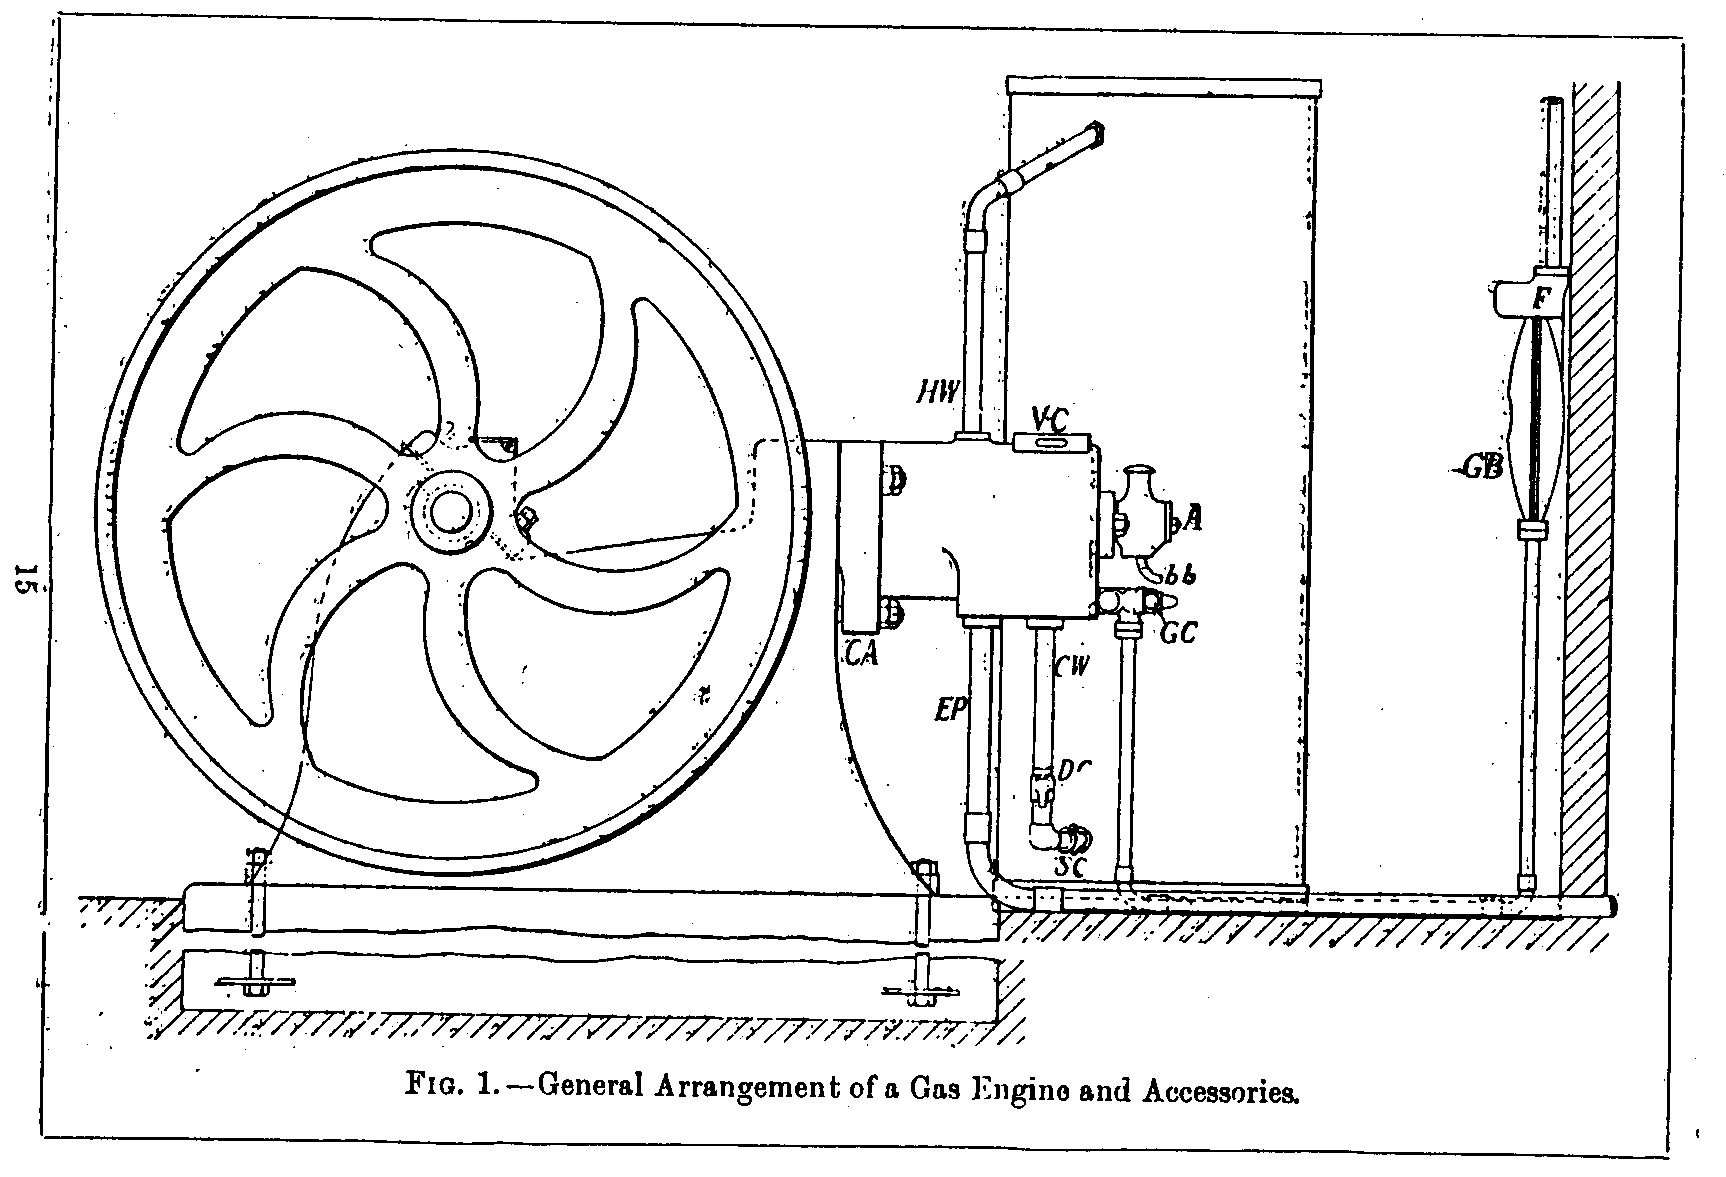 HW
V·C
F
GB
A
bb
GC
CA
CW
EP
DC
SC
15
FIG. 1.—General Arrangement of a Gas Engine and Accessories.